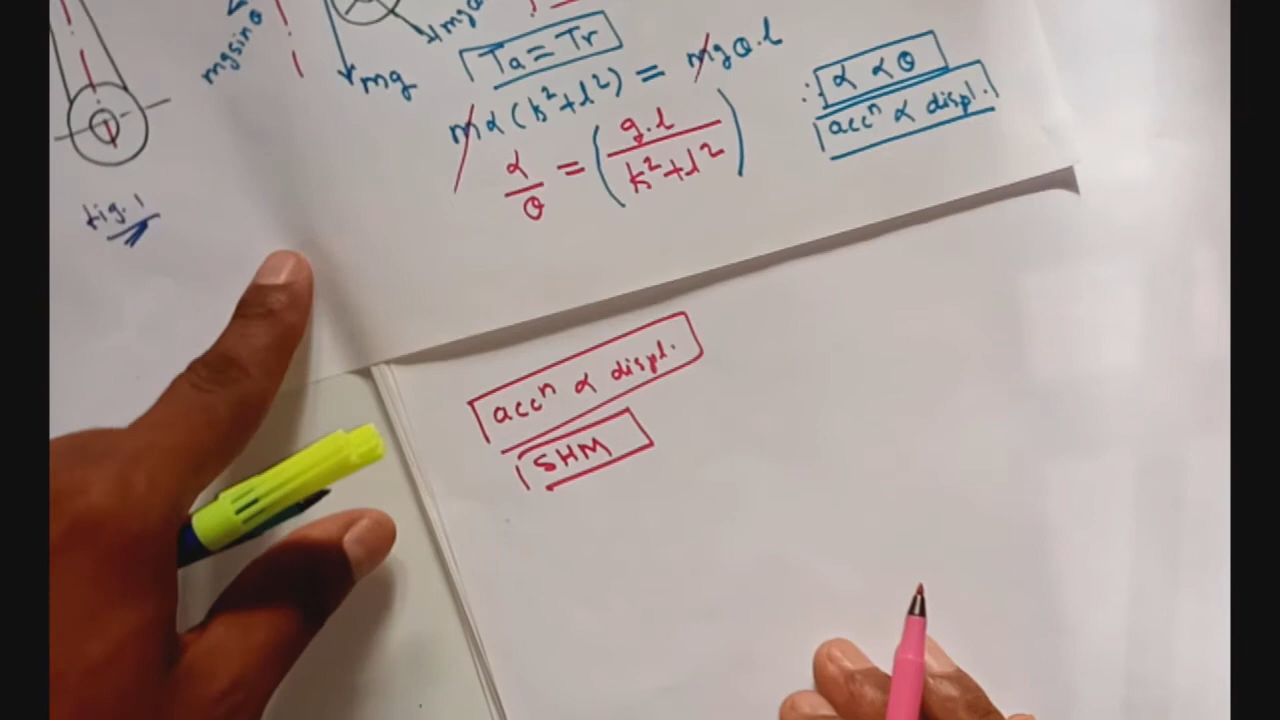 mgsinθ
mg
Ta = Tr
mα(k²+l²) = mgθ.l
α/θ = (g.l/k²+l²)
∴ α ∝ θ
accⁿ ∝ displ.
fig. 1
accⁿ ∝ displ.
SHM